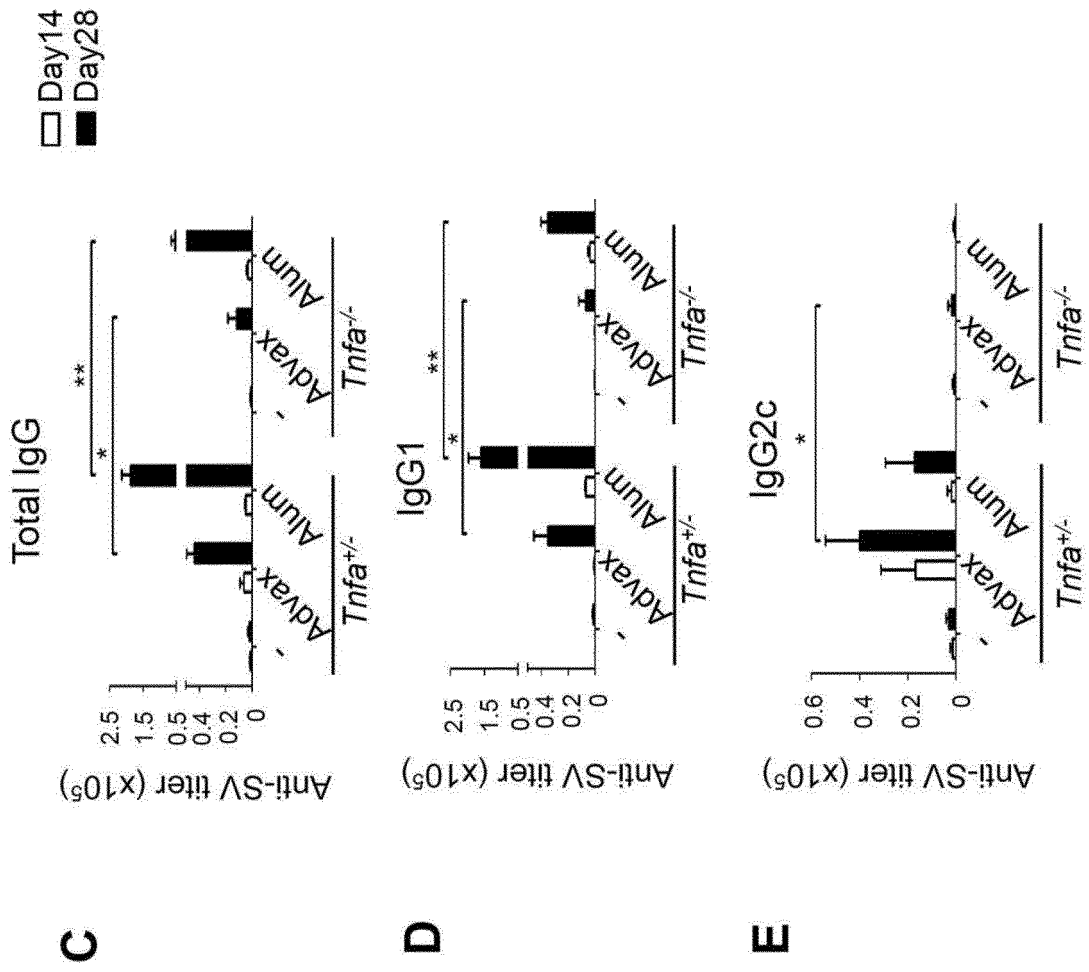 C
Total IgG
Day14
Day28
Anti-SV titer (x10⁵)
2.5
1.5
0.5
0.4
0.2
0
- Advax Alum - Advax Alum
Tnfa+/- Tnfa-/-
*
**
D
IgG1
Anti-SV titer (x10⁵)
2.5
1.5
0.5
0.4
0.2
0
- Advax Alum - Advax Alum
Tnfa+/- Tnfa-/-
*
**
E
IgG2c
Anti-SV titer (x10⁵)
0.6
0.4
0.2
0
- Advax Alum - Advax Alum
Tnfa+/- Tnfa-/-
*